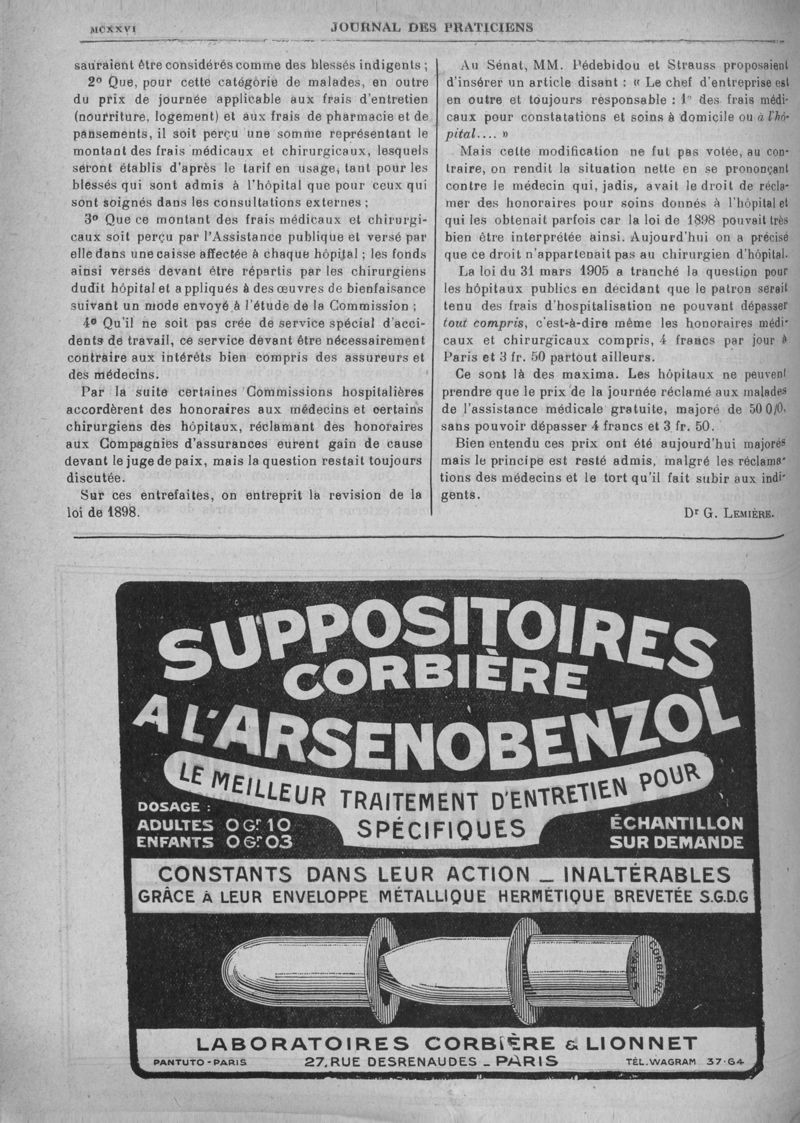 MCXXVI
JOURNAL DES PRATICIENS
sauraient être considérés comme des blessés indigents ;
2º Que, pour cette catégorie de malades, en outre
du prix de journée applicable aux frais d'entretien
(nourriture, logement) et aux frais de pharmacie et de
pansements, il soit perçu une somme représentant le
montant des frais médicaux et chirurgicaux, lesquels
seront établis d'après le tarif en usage, tant pour les
blessés qui sont admis à l'hôpital que pour ceux qui
sont soignés dans les consultations externes ;
3º Que ce montant des frais médicaux et chirurgi-
caux soit perçu par l'Assistance publique et versé par
elle dans une caisse affectée à chaque hôpital ; les fonds
ainsi versés devant être répartis par les chirurgiens
dudit hôpital et appliqués à des œuvres de bienfaisance
suivant un mode envoyé à l'étude de la Commission ;
4º Qu'il ne soit pas crée de service spécial d'acci-
dents de travail, ce service devant être nécessairement
contraire aux intérêts bien compris des assureurs et
des médecins.
Par la suite certaines Commissions hospitalières
accordèrent des honoraires aux médecins et certains
chirurgiens des hôpitaux, réclamant des honoraires
aux Compagnies d'assurances eurent gain de cause
devant le juge de paix, mais la question restait toujours
discutée.
Sur ces entrefaites, on entreprit la revision de la
loi de 1898.
Au Sénat, MM. Pédebidou et Strauss proposaient
d'insérer un article disant : « Le chef d'entreprise est
en outre et toujours responsable : 1º des frais médi-
caux pour constatations et soins à domicile ou à l'hô-
pital.... »
Mais cette modification ne fut pas votée, au con-
traire, on rendit la situation nette en se prononçant
contre le médecin qui, jadis, avait le droit de récla-
mer des honoraires pour soins donnés à l'hôpital et
qui les obtenait parfois car la loi de 1898 pouvait très
bien être interprétée ainsi. Aujourd'hui on a précisé
que ce droit n'appartenait pas au chirurgien d'hôpital.
La loi du 31 mars 1905 a tranché la question pour
les hôpitaux publics en décidant que le patron serait
tenu des frais d'hospitalisation ne pouvant dépasser
tout compris, c'est-à-dire même les honoraires médi-
caux et chirurgicaux compris, 4 francs par jour à
Paris et 3 fr. 50 partout ailleurs.
Ce sont là des maxima. Les hôpitaux ne peuvent
prendre que le prix de la journée réclamé aux malades
de l'assistance médicale gratuite, majoré de 50 0/0,
sans pouvoir dépasser 4 francs et 3 fr. 50.
Bien entendu ces prix ont été aujourd'hui majorés
mais le principe est resté admis, malgré les réclama-
tions des médecins et le tort qu'il fait subir aux indi-
gents.
Dr G. LEMIÈRE.
SUPPOSITOIRES
CORBIÈRE
A L'ARSENOBENZOL
LE MEILLEUR TRAITEMENT D'ENTRETIEN POUR
SPÉCIFIQUES
DOSAGE :
ADULTES 0 Gr 10
ENFANTS 0 Gr 03
ÉCHANTILLON
SUR DEMANDE
CONSTANTS DANS LEUR ACTION _ INALTÉRABLES
GRÂCE A LEUR ENVELOPPE MÉTALLIQUE HERMÉTIQUE BREVETÉE S.G.D.G
CORBIÈRE
PARIS
LABORATOIRES CORBIÈRE & LIONNET
PANTUTO - PARIS
27, RUE DESRENAUDES _ PARIS
TÉL. WAGRAM 37-64